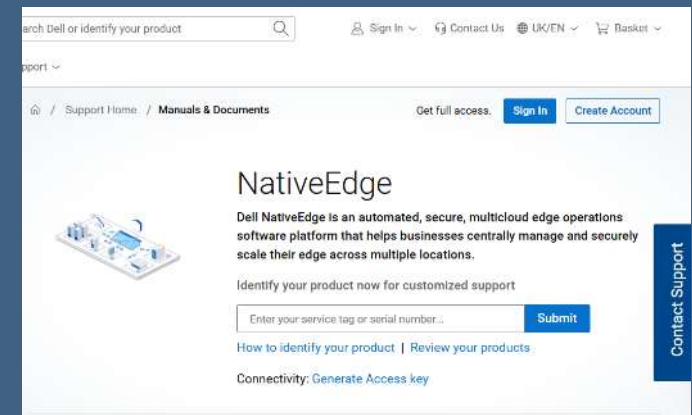 arch Dell or identify your product
Sign In
Contact Us
UK/EN
Basket
pport
/ Support Home / Manuals & Documents
Get full access.
Sign In
Create Account
NativeEdge
Dell NativeEdge is an automated, secure, multicloud edge operations
software platform that helps businesses centrally manage and securely
scale their edge across multiple locations.
Identify your product now for customized support
Enter your service tag or serial number...
Submit
How to identify your product | Review your products
Connectivity: Generate Access key
Contact Support